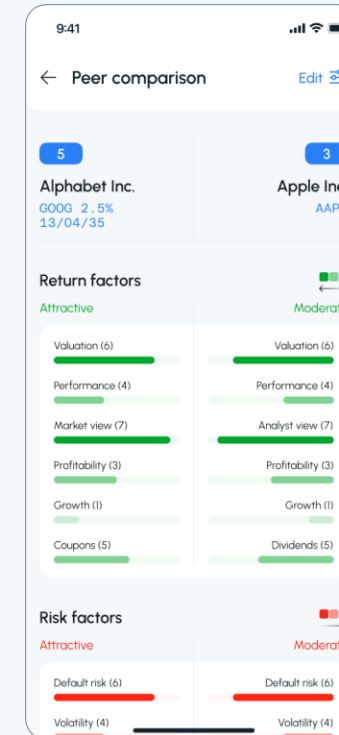 9:41
Peer comparison
Edit
5
3
Alphabet Inc.
Apple
GOOG 2.5%
13/04/35
Return factors
Attractive
Valuation (6)
Valuation (6)
Performance (4)
Performance (4)
Market view (7)
Analyst view (7)
Profitability (3)
Profitability (3)
Growth (1)
Growth (1)
Coupons (5)
Dividends (5)
Risk factors
Attractive
Default risk (6)
Default risk (6)
Volatility (4)
Volatility (4)